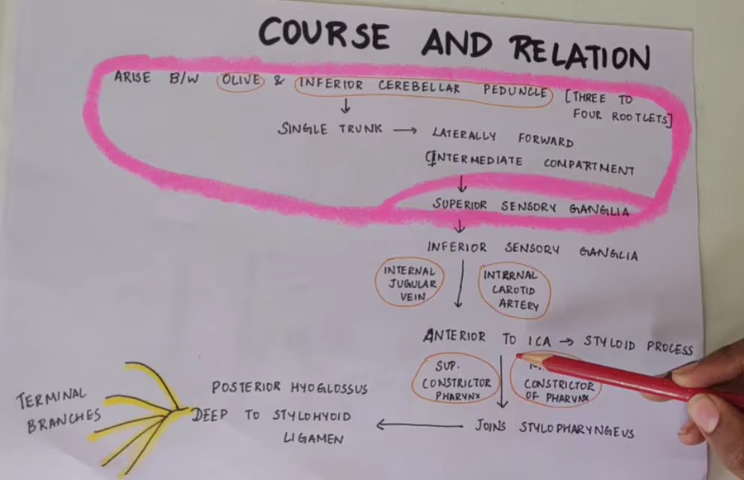 COURSE AND RELATION
ARISE B/W OLIVE & INFERIOR CEREBELLAR PEDUNCLE [THREE TO
FOUR ROOTLETS]
SINGLE TRUNK → LATERALLY FORWARD
(INTERMEDIATE COMPARTMENT
SUPERIOR SENSORY GANGLIA
INFERIOR SENSORY GANGLIA
INTERNAL
JUGULAR
VEIN
INTERNAL
CAROTID
ARTERY
ANTERIOR TO ICA → STYLOID PROCESS
SUP.
CONSTRICTOR
PHARYNX
CONSTRICTOR
OF PHARYNX
JOINS STYLOPHARYNGEUS
POSTERIOR HYOGLOSSUS
DEEP TO STYLOHYOID
LIGAMEN
TERMINAL
BRANCHES